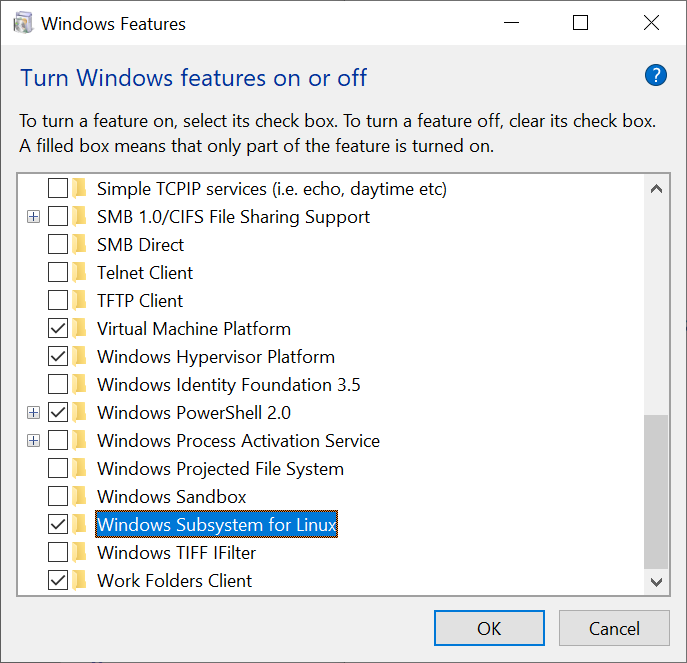 Windows Features
Turn Windows features on or off
?
To turn a feature on, select its check box. To turn a feature off, clear its check box.
A filled box means that only part of the feature is turned on.
Simple TCPIP services (i.e. echo, daytime etc)
SMB 1.0/CIFS File Sharing Support
SMB Direct
Telnet Client
TFTP Client
Virtual Machine Platform
Windows Hypervisor Platform
Windows Identity Foundation 3.5
Windows PowerShell 2.0
Windows Process Activation Service
Windows Projected File System
Windows Sandbox
Windows Subsystem for Linux
Windows TIFF IFilter
Work Folders Client
OK Cancel